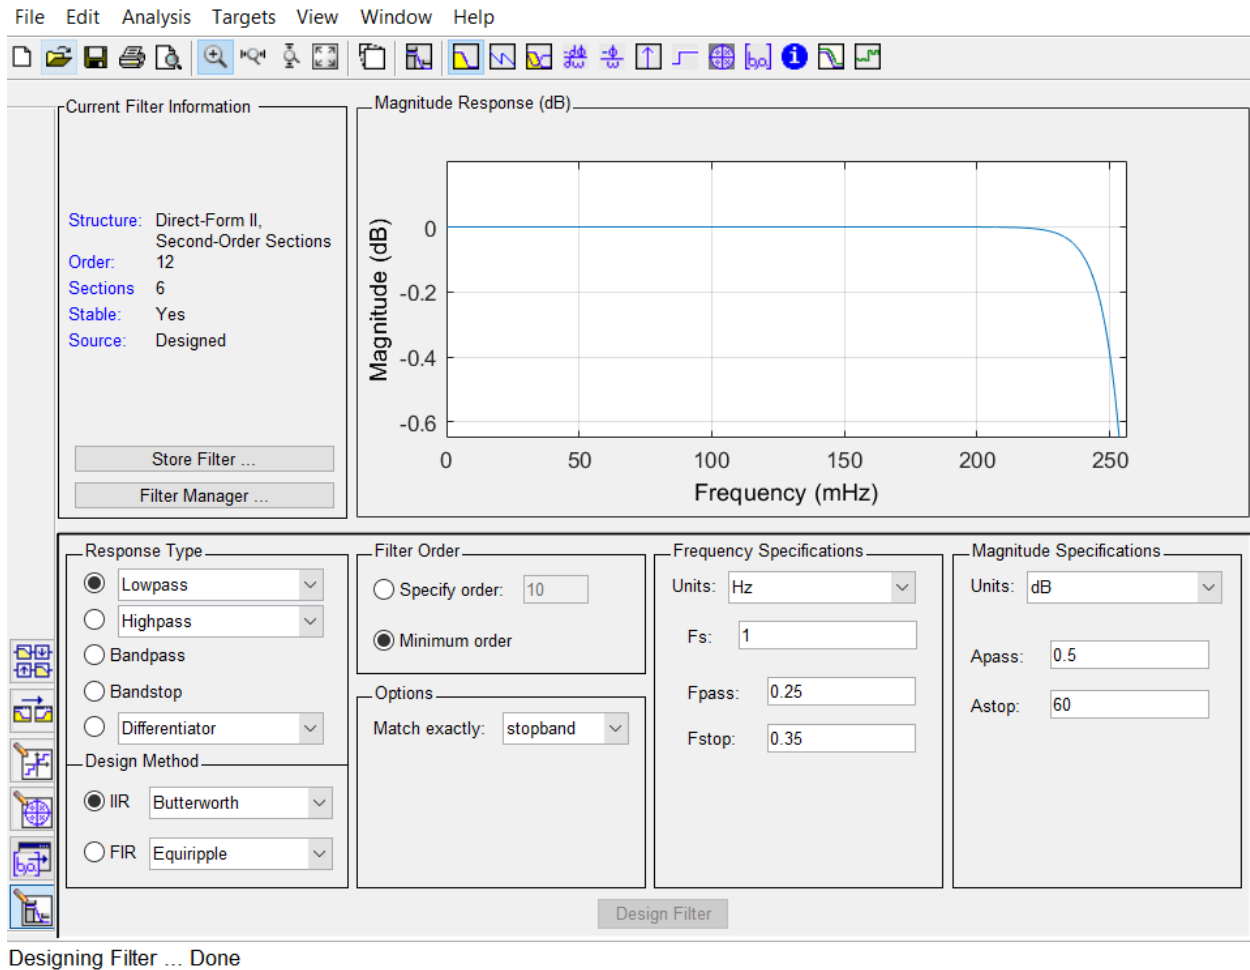 File Edit Analysis Targets View Window Help
Current Filter Information
Structure: Direct-Form II,
Second-Order Sections
Order: 12
Sections 6
Stable: Yes
Source: Designed
Store Filter ...
Filter Manager ...
Magnitude Response (dB)
Magnitude (dB)
0
-0.2
-0.4
-0.6
0 50 100 150 200 250
Frequency (mHz)
Response Type
Lowpass
Highpass
Bandpass
Bandstop
Differentiator
Design Method
IIR Butterworth
FIR Equiripple
Filter Order
Specify order: 10
Minimum order
Options
Match exactly: stopband
Frequency Specifications
Units: Hz
Fs: 1
Fpass: 0.25
Fstop: 0.35
Magnitude Specifications
Units: dB
Apass: 0.5
Astop: 60
Design Filter
Designing Filter ... Done